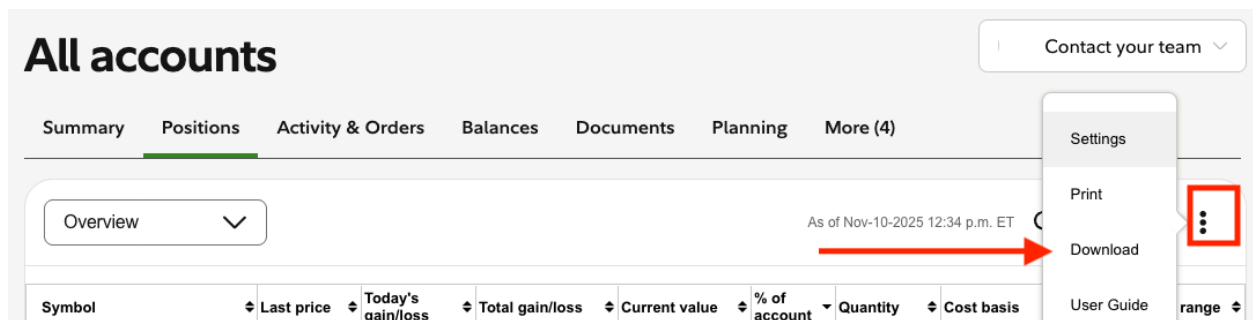 All accounts
Contact your team
Summary Positions Activity & Orders Balances Documents Planning More (4)
Settings
Print
Overview
As of Nov-10-2025 12:34 p.m. ET
Download
User Guide
Symbol Last price Today's gain/loss Total gain/loss Current value % of account Quantity Cost basis range